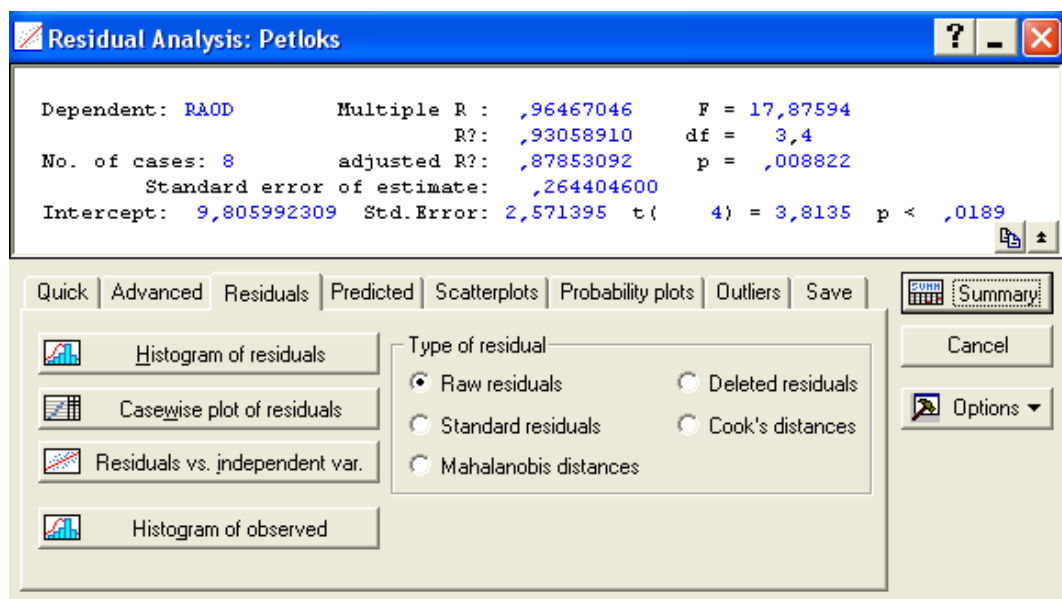 Residual Analysis: Petloks
Dependent: RAOD Multiple R : ,96467046 F = 17,87594
R?: ,93058910 df = 3,4
No. of cases: 8 adjusted R?: ,87853092 p = ,008822
Standard error of estimate: ,264404600
Intercept: 9,805992309 Std.Error: 2,571395 t( 4) = 3,8135 p < ,0189
Quick Advanced Residuals Predicted Scatterplots Probability plots Outliers Save
SUMM Summary
Histogram of residuals
Type of residual
Cancel
Raw residuals Deleted residuals
Casewise plot of residuals
Options
Standard residuals Cook's distances
Residuals vs. independent var.
Mahalanobis distances
Histogram of observed